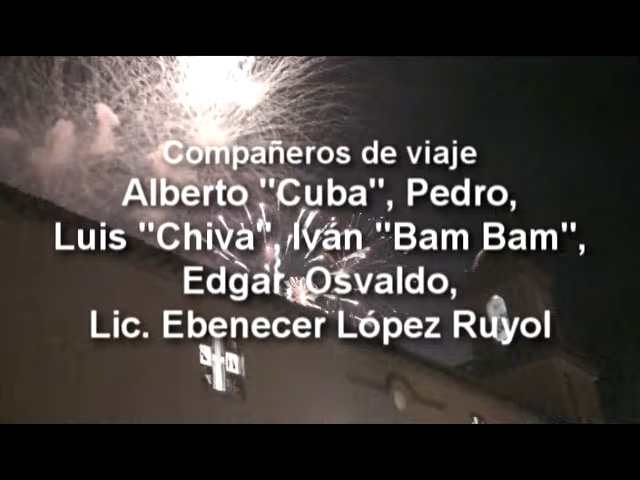 Compañeros de viaje
Alberto "Cuba", Pedro,
Luis "Chiva", Iván "Bam Bam",
Edgar, Osvaldo,
Lic. Ebenecer López Ruyol